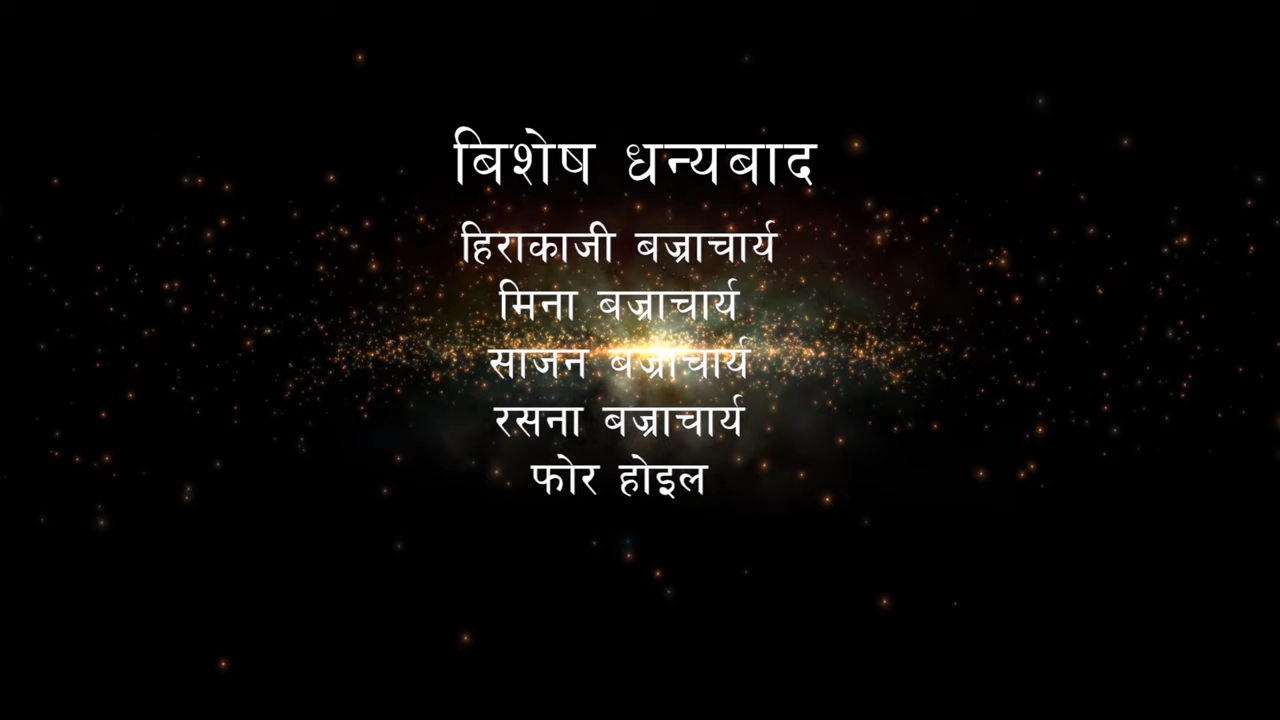 बिशेष धन्यबाद
हिराकाजी बज्राचार्य
मिना बज्राचार्य
साजन बज्राचार्य
रसना बज्राचार्य
फोर होइल